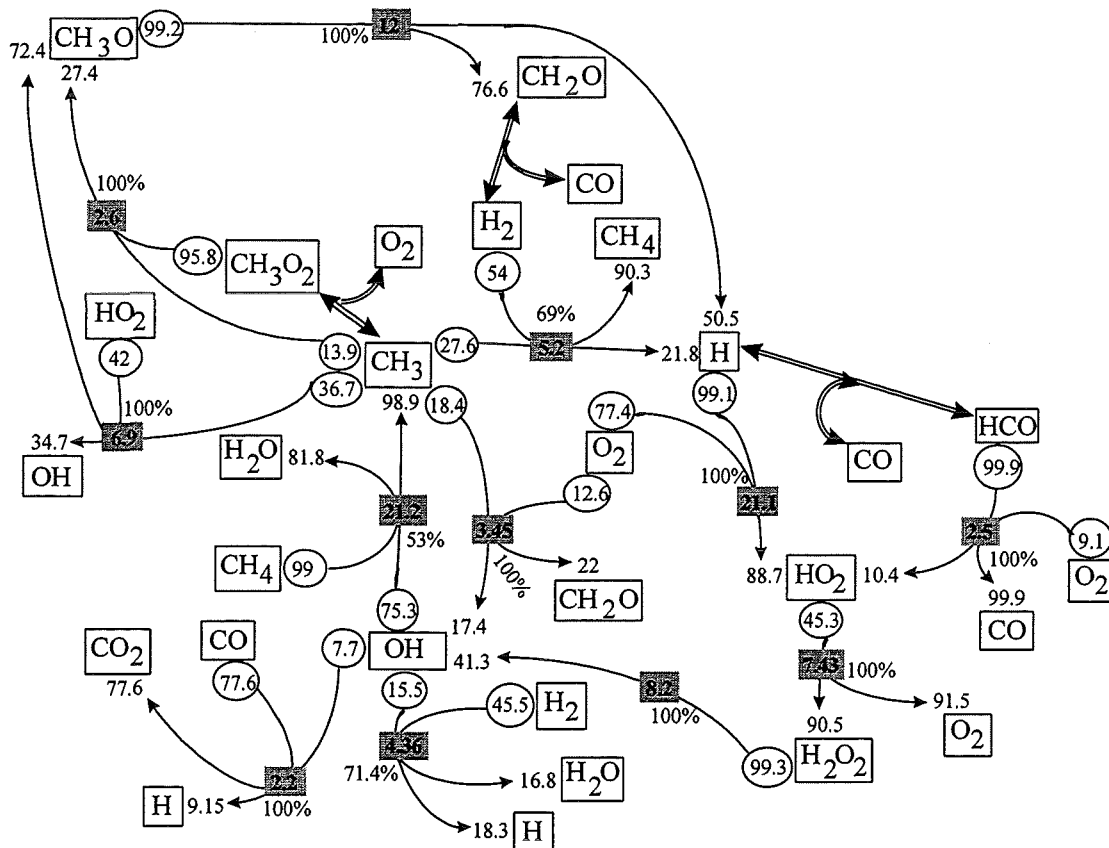 CH3O
99.2
12
72.4
27.4
100%
76.6
CH2O
CO
H2
CH4
90.3
54
100%
2.6
95.8
CH3O2
O2
HO2
42
69%
5.2
50.5
13.9
CH3
27.6
21.8
H
36.7
98.9
18.4
99.1
100%
6.9
34.7
OH
77.4
O2
12.6
CO
HCO
99.9
H2O
81.8
21.2
53%
3.45
100%
100%
21.1
2.5
100%
9.1
O2
CH4
99
22
CH2O
88.7
HO2
10.4
99.9
CO
75.3
17.4
45.3
CO2
77.6
CO
77.6
7.7
OH
41.3
7.43
100%
15.5
8.2
100%
45.5
H2
90.5
91.5
O2
4.36
71.4%
99.3
H2O2
2.2
100%
16.8
H2O
H
9.15
18.3
H